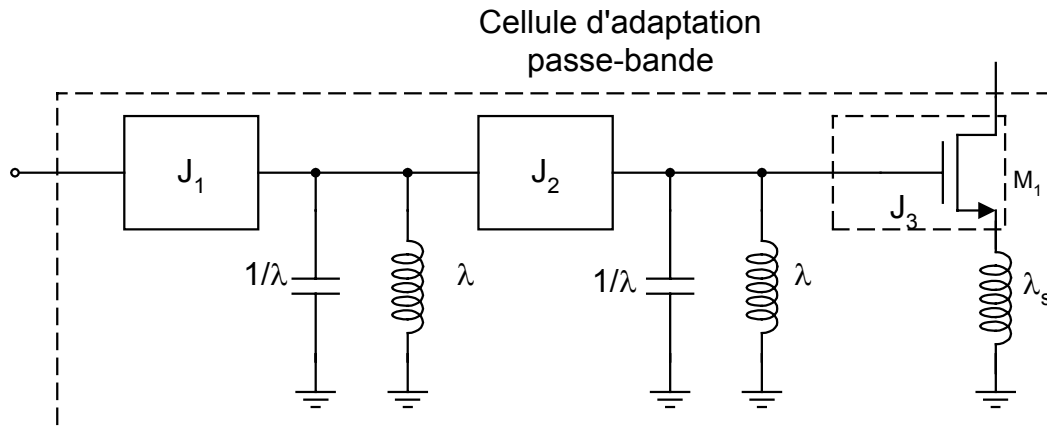 Cellule d'adaptation
passe-bande
J₁
J₂
J₃
M₁
1/λ
λ
1/λ
λ
λₛ